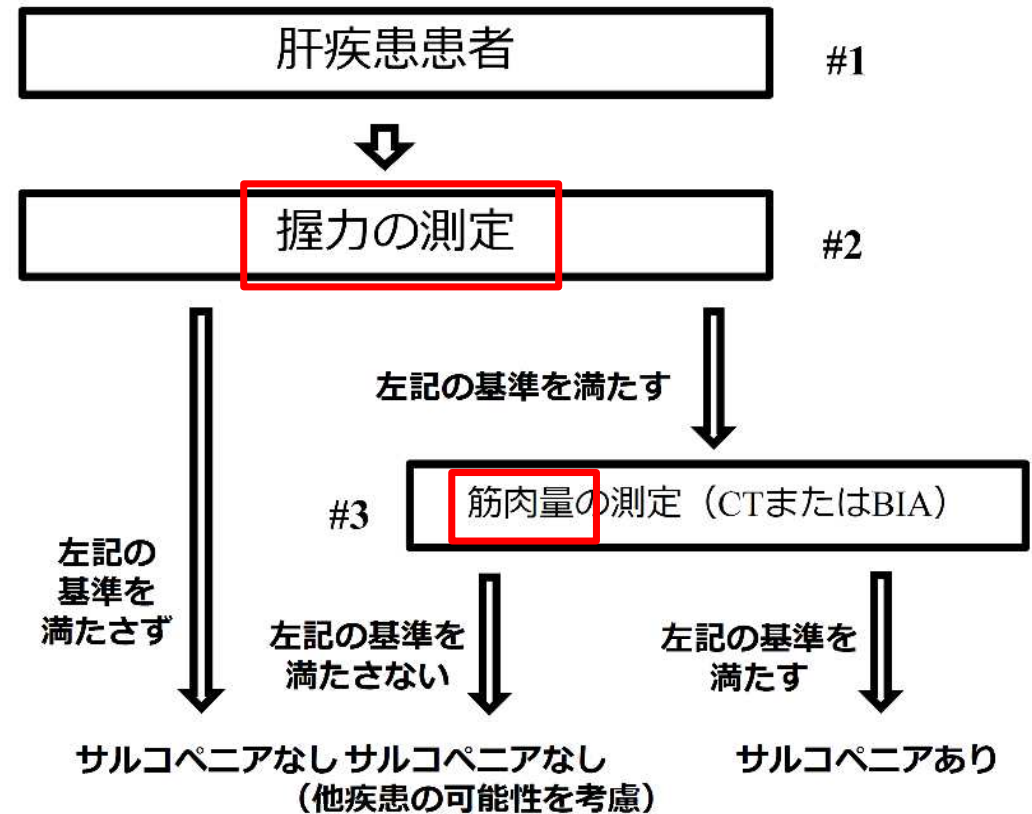 肝疾患患者
#1
握力の測定
#2
左記の基準を満たす
#3
筋肉量の測定（CTまたはBIA）
左記の
基準を
満たさず
左記の基準を
満たさない
左記の基準を
満たす
サルコペニアなし
サルコペニアなし
（他疾患の可能性を考慮）
サルコペニアあり